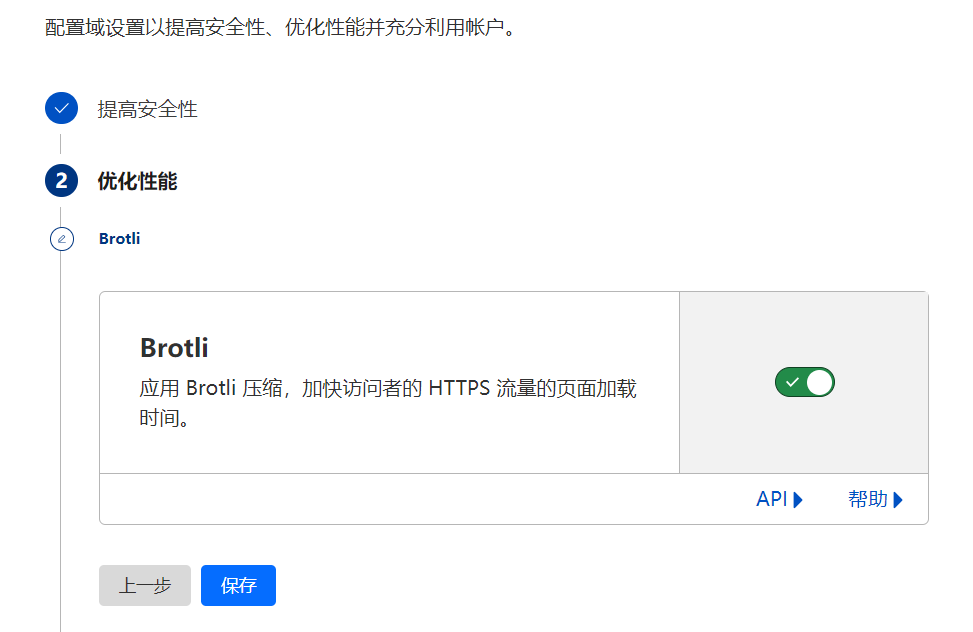 配置域设置以提高安全性、优化性能并充分利用帐户。
提高安全性
2 优化性能
Brotli
Brotli
应用 Brotli 压缩，加快访问者的 HTTPS 流量的页面加载
时间。
API 帮助
上一步 保存